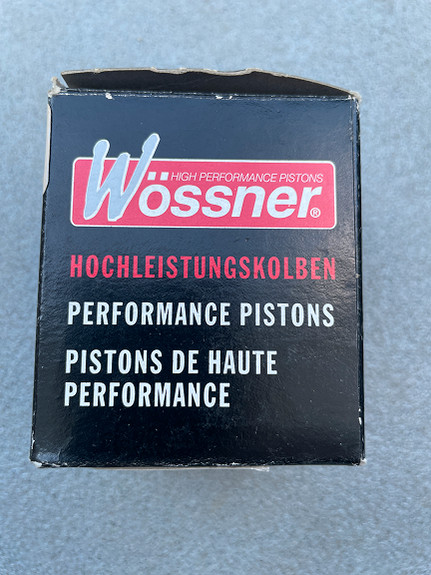 HIGH PERFORMANCE PISTONS
Wössner®
HOCHLEISTUNGSKOLBEN
PERFORMANCE PISTONS
PISTONS DE HAUTE
PERFORMANCE